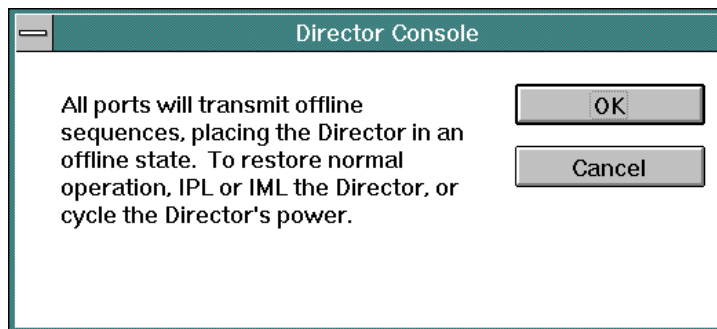 Director Console
All ports will transmit offline
sequences, placing the Director in an
offline state.  To restore normal
operation, IPL or IML the Director, or
cycle the Director's power.
OK
Cancel